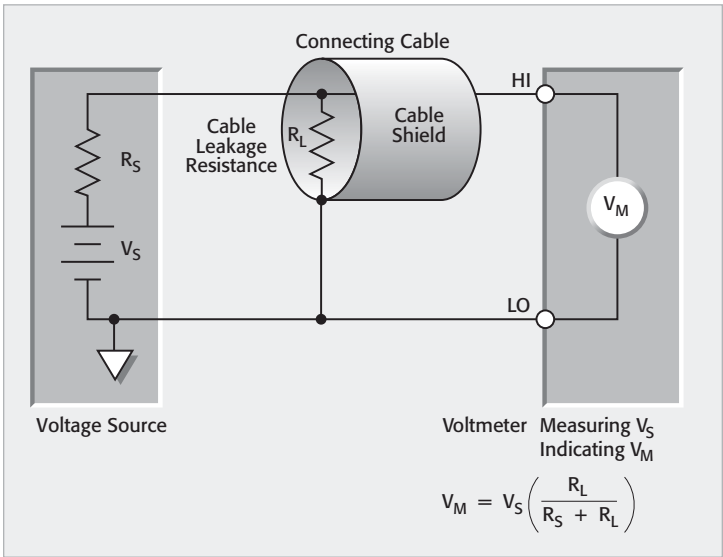 Connecting Cable
HI
Cable
Leakage
Resistance
R_L
Cable
Shield
R_S
V_M
V_S
LO
Voltage Source
Voltmeter Measuring V_S
Indicating V_M
V_M = V_S ( R_L / R_S + R_L )